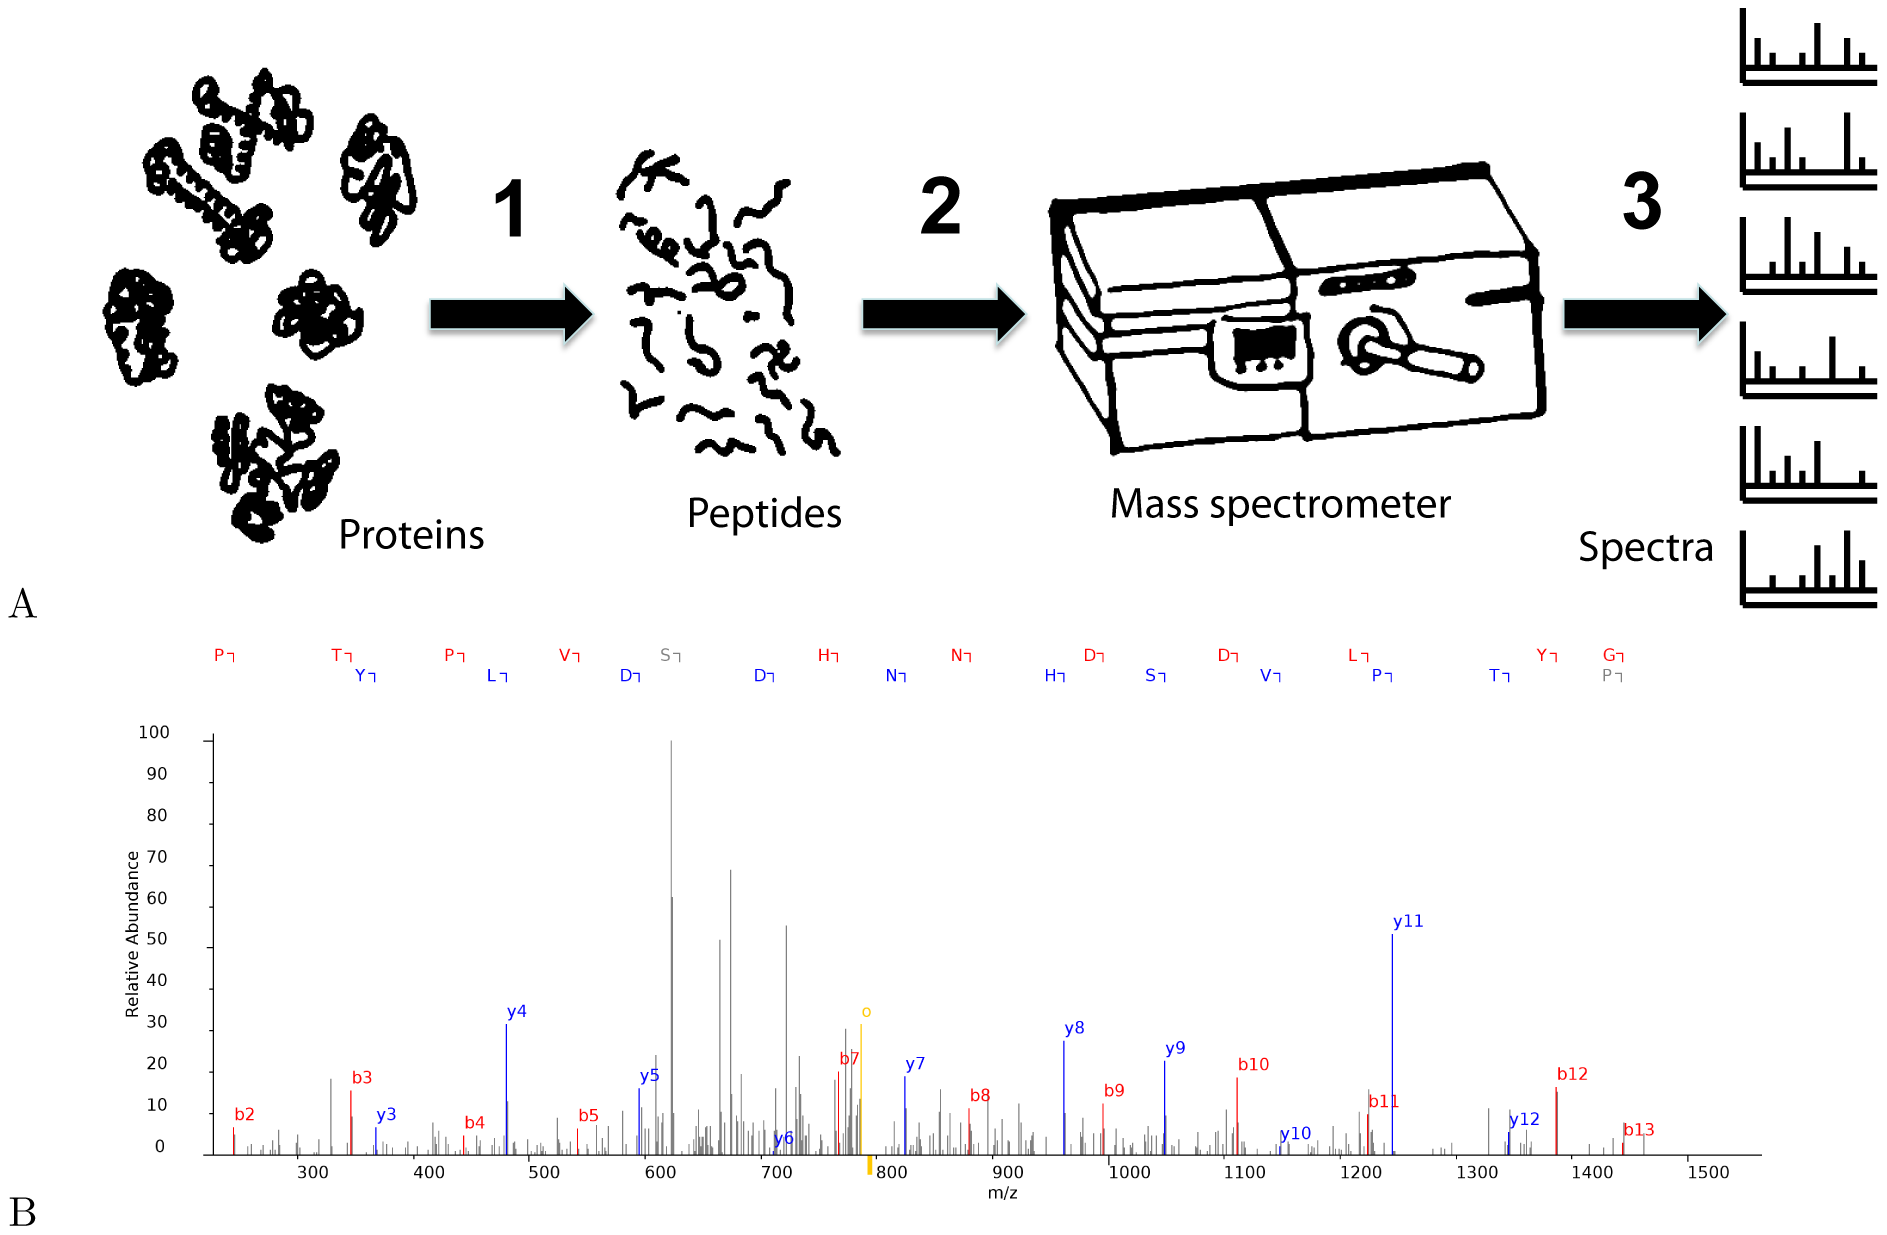 1
2
3
Proteins
Peptides
Mass spectrometer
Spectra
A
P T P V S H N D D L Y G
Y L D D N H S V P T P
100
90
80
70
60
50
40
30
20
10
0
Relative Abundance
b2
b3
y3
b4
y4
b5
y5
y6
b7
o
y7
b8
y8
b9
y9
b10
y10
b11
y11
y12
b12
b13
300 400 500 600 700 800 900 1000 1100 1200 1300 1400 1500
m/z
B